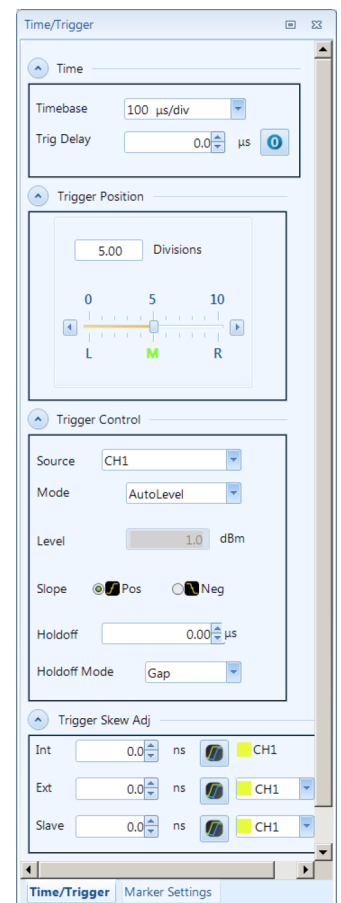 Time/Trigger
Time
Timebase 100 µs/div
Trig Delay 0.0 µs 0
Trigger Position
5.00 Divisions
0 5 10
L M R
Trigger Control
Source CH1
Mode AutoLevel
Level 1.0 dBm
Slope Pos Neg
Holdoff 0.00 µs
Holdoff Mode Gap
Trigger Skew Adj
Int 0.0 ns CH1
Ext 0.0 ns CH1
Slave 0.0 ns CH1
Time/Trigger Marker Settings